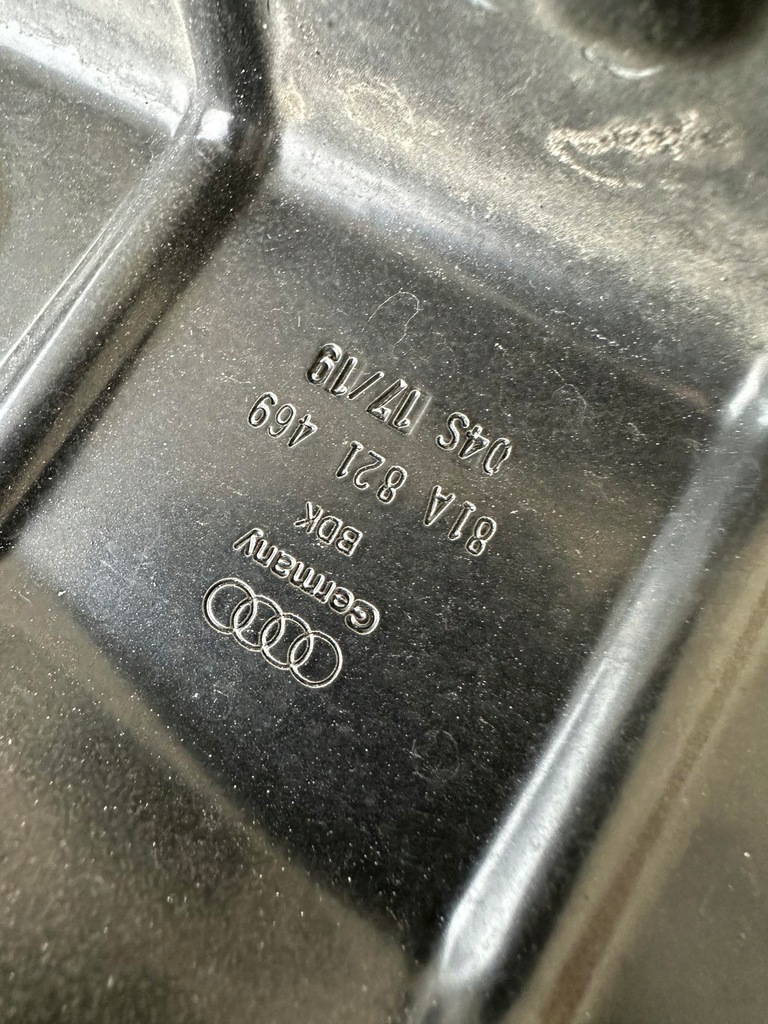 Germany
BDK
81A 821 469
04S 17/19